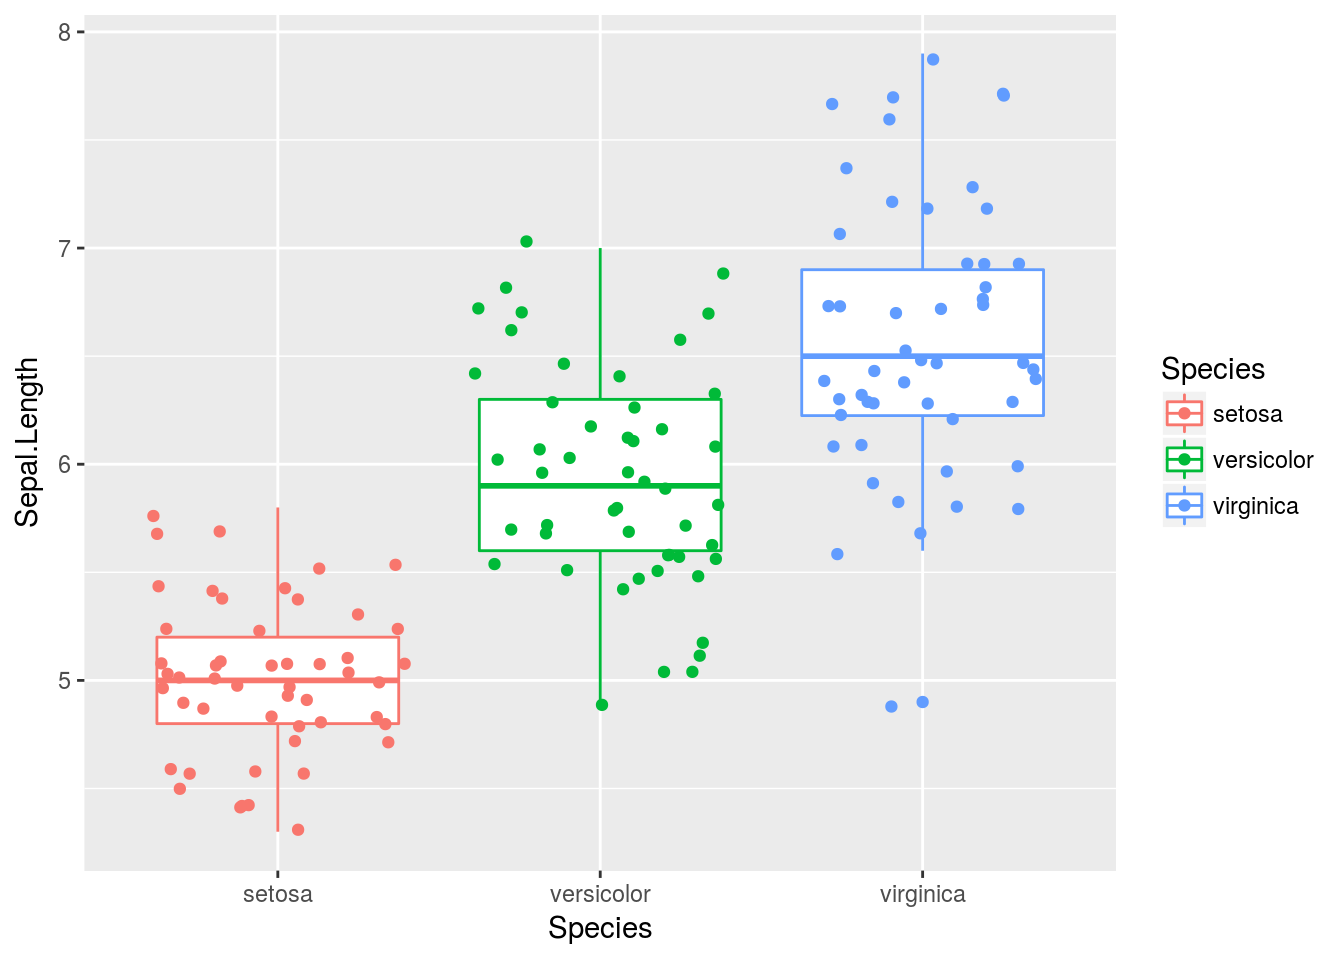 8
7
6
5
Sepal.Length
setosa
versicolor
virginica
Species
Species
setosa
versicolor
virginica